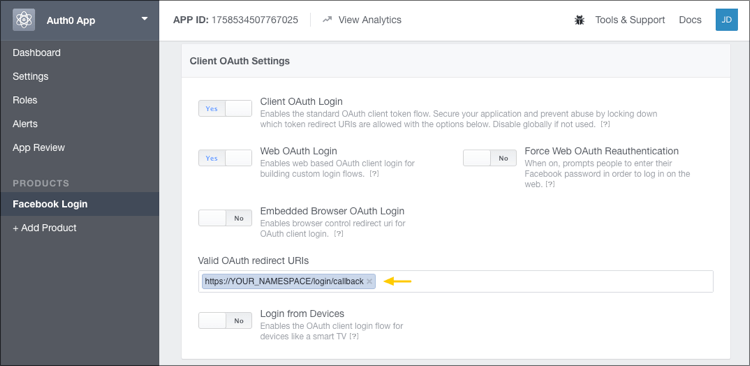 Auth0 App
APP ID: 1758534507767025
View Analytics
Tools & Support
Docs
JD
Dashboard
Settings
Roles
Alerts
App Review
PRODUCTS
Facebook Login
+ Add Product
Client OAuth Settings
Yes
Client OAuth Login
Enables the standard OAuth client token flow. Secure your application and prevent abuse by locking down
which token redirect URIs are allowed with the options below. Disable globally if not used. [?]
Yes
Web OAuth Login
Enables web based OAuth client login for
building custom login flows. [?]
No
Force Web OAuth Reauthentication
When on, prompts people to enter their
Facebook password in order to log in on the
web. [?]
No
Embedded Browser OAuth Login
Enables browser control redirect uri for
OAuth client login. [?]
Valid OAuth redirect URIs
https://YOUR_NAMESPACE/login/callback ×
No
Login from Devices
Enables the OAuth client login flow for
devices like a smart TV [?]